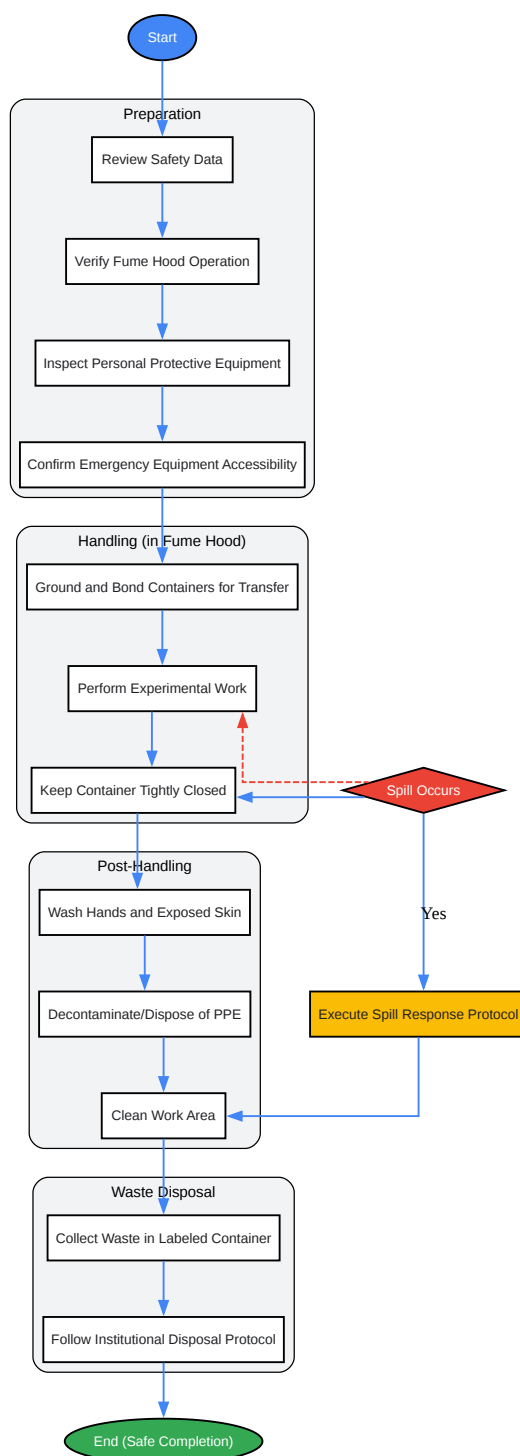 Start
Preparation
Review Safety Data
Verify Fume Hood Operation
Inspect Personal Protective Equipment
Confirm Emergency Equipment Accessibility
Handling (in Fume Hood)
Ground and Bond Containers for Transfer
Perform Experimental Work
Keep Container Tightly Closed
Spill Occurs
Post-Handling
Wash Hands and Exposed Skin
Yes
Decontaminate/Dispose of PPE
Execute Spill Response Protocol
Clean Work Area
Waste Disposal
Collect Waste in Labeled Container
Follow Institutional Disposal Protocol
End (Safe Completion)